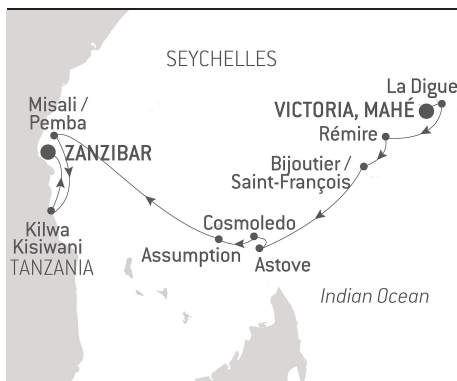 SEYCHELLES
La Digue
VICTORIA, MAHÉ
Rémire
Bijoutier /
Saint-François
Misali /
Pemba
ZANZIBAR
Kilwa
Kisiwani
TANZANIA
Cosmoledo
Assumption
Astove
Indian Ocean